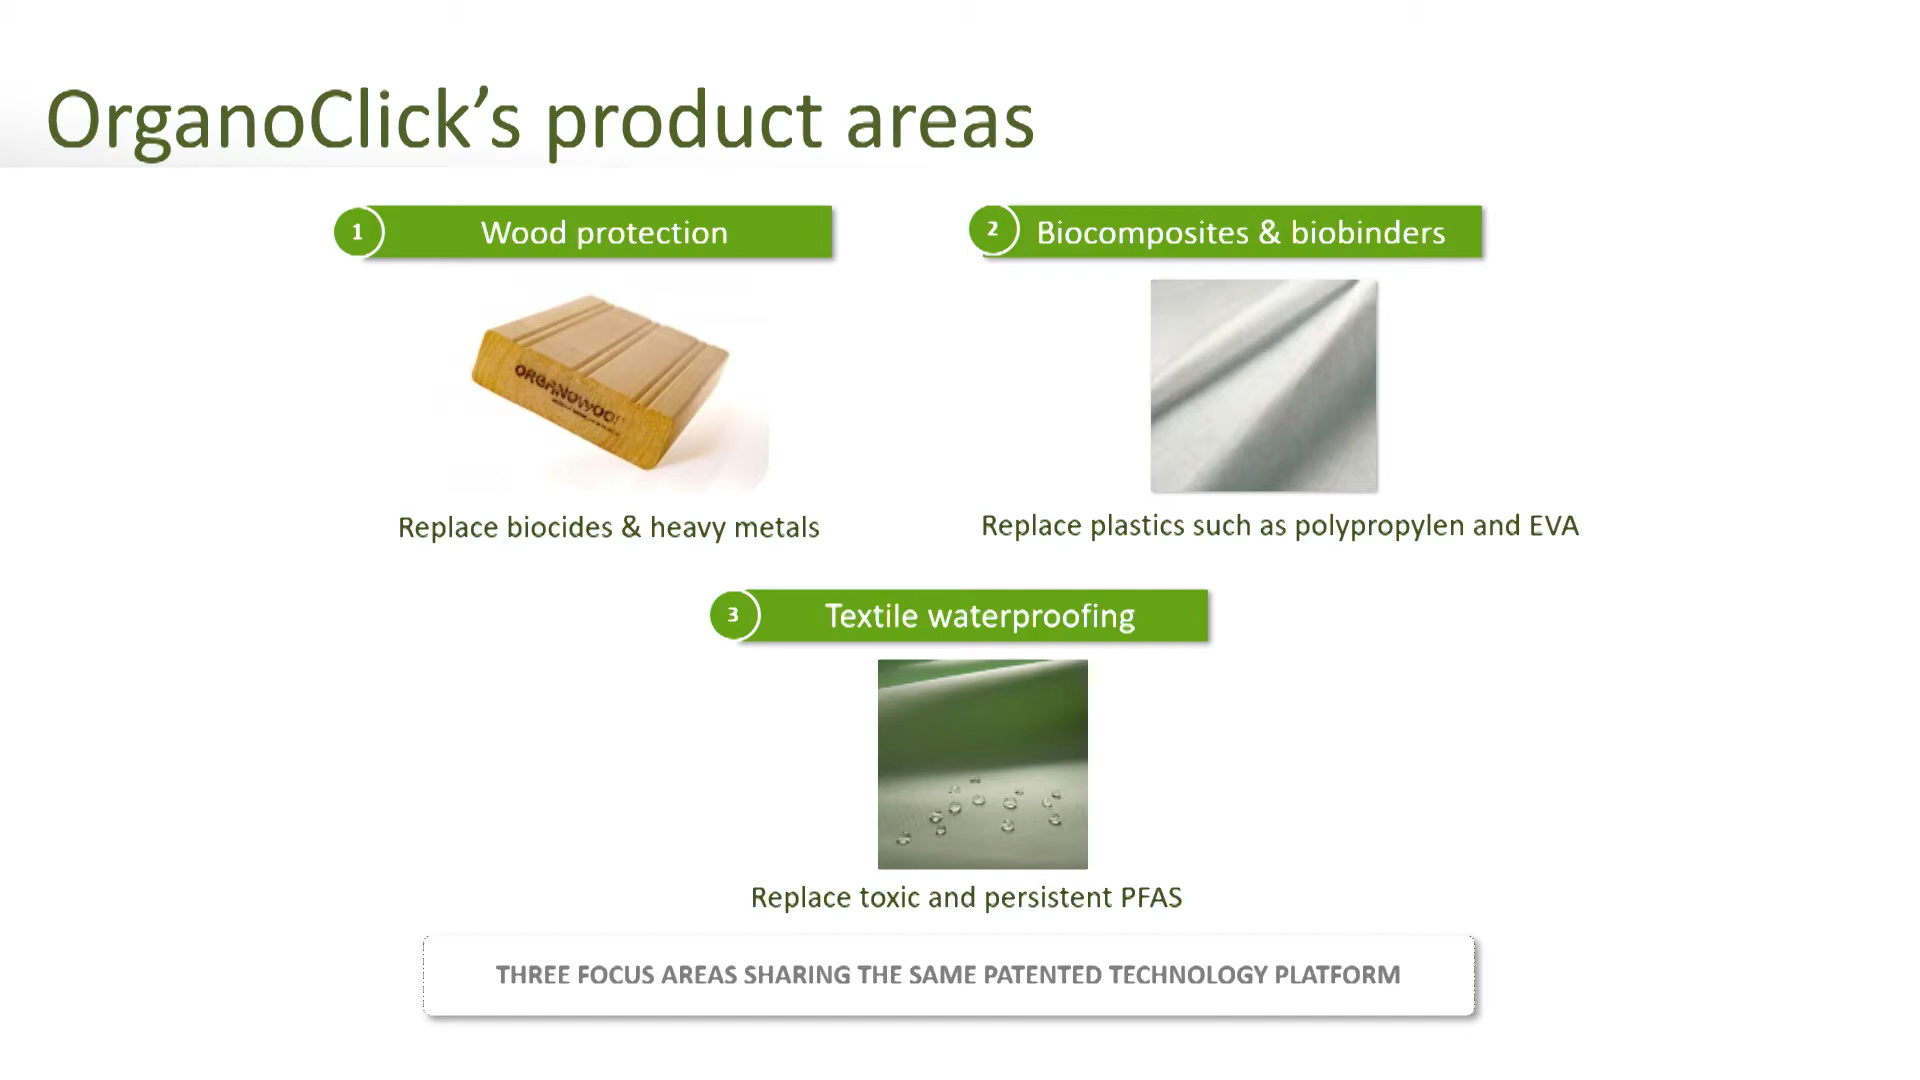 OrganoClick’s product areas
1 Wood protection
2 Biocomposites & biobinders
ORGANOWOOD
Replace biocides & heavy metals
Replace plastics such as polypropylen and EVA
3 Textile waterproofing
Replace toxic and persistent PFAS
THREE FOCUS AREAS SHARING THE SAME PATENTED TECHNOLOGY PLATFORM